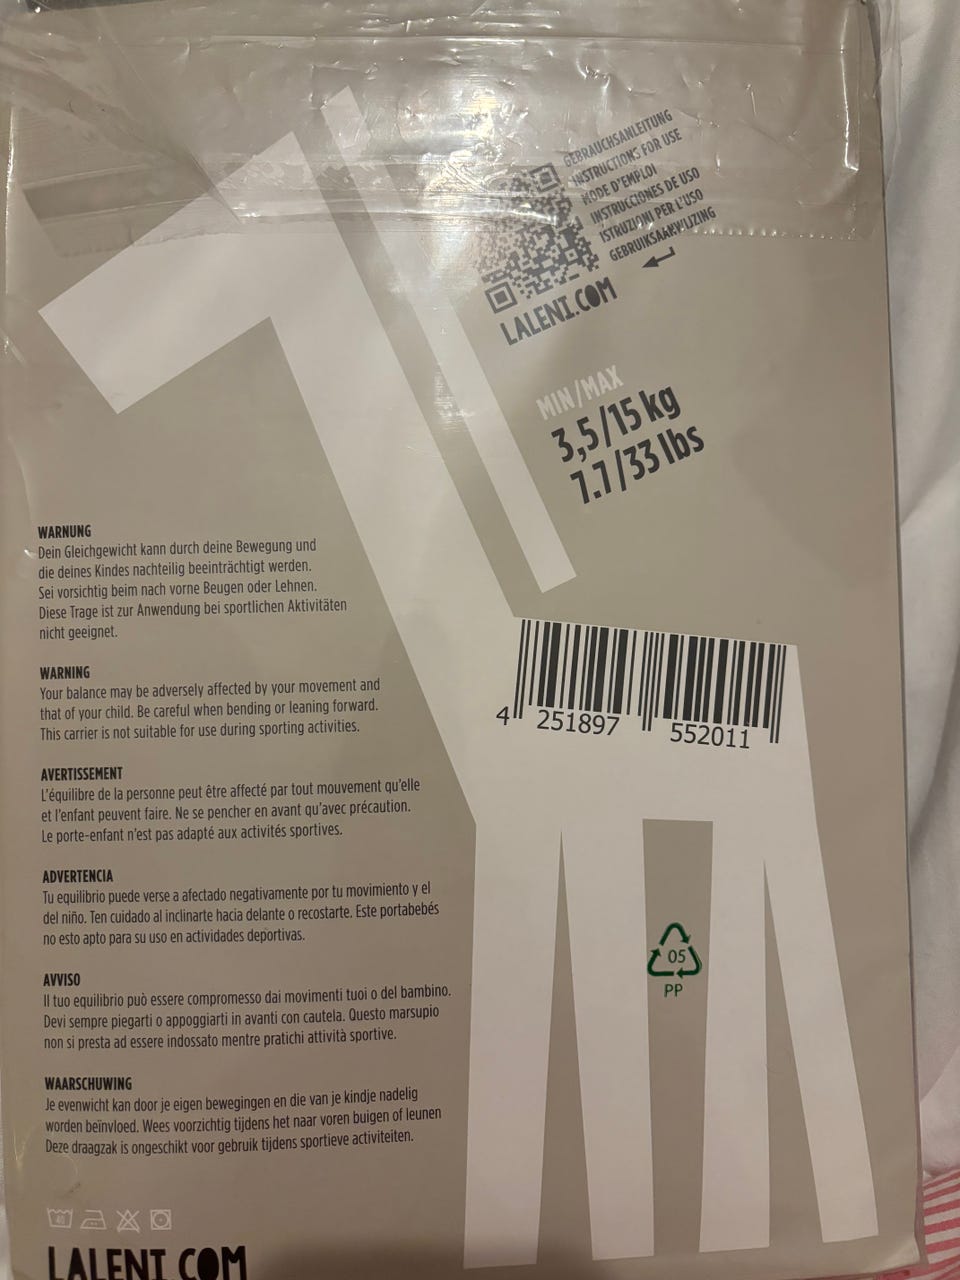 GEBRAUCHSANLEITUNG
INSTRUCTIONS FOR USE
MODE D'EMPLOI
INSTRUCCIONES DE USO
ISTRUZIONI PER L'USO
GEBRUIKSAANWIJZING
LALENI.COM
MIN/MAX
3,5/15 kg
7.7/33 lbs
WARNUNG
Dein Gleichgewicht kann durch deine Bewegung und
die deines Kindes nachteilig beeinträchtigt werden.
Sei vorsichtig beim nach vorne Beugen oder Lehnen.
Diese Trage ist zur Anwendung bei sportlichen Aktivitäten
nicht geeignet.
WARNING
Your balance may be adversely affected by your movement and
that of your child. Be careful when bending or leaning forward.
This carrier is not suitable for use during sporting activities.
AVERTISSEMENT
L'équilibre de la personne peut être affecté par tout mouvement qu'elle
et l'enfant peuvent faire. Ne se pencher en avant qu'avec précaution.
Le porte-enfant n'est pas adapté aux activités sportives.
ADVERTENCIA
Tu equilibrio puede verse a afectado negativamente por tu movimiento y el
del niño. Ten cuidado al inclinarte hacia delante o recostarte. Este portabebés
no esto apto para su uso en actividades deportivas.
AVVISO
Il tuo equilibrio può essere compromesso dai movimenti tuoi o del bambino.
Devi sempre piegarti o appoggiarti in avanti con cautela. Questo marsupio
non si presta ad essere indossato mentre pratichi attività sportive.
WAARSCHUWING
Je evenwicht kan door je eigen bewegingen en die van je kindje nadelig
worden beïnvloed. Wees voorzichtig tijdens het naar voren buigen of leunen
Deze draagzak is ongeschikt voor gebruik tijdens sportieve activiteiten.
4 251897 552011
05
PP
40
LALENI.COM